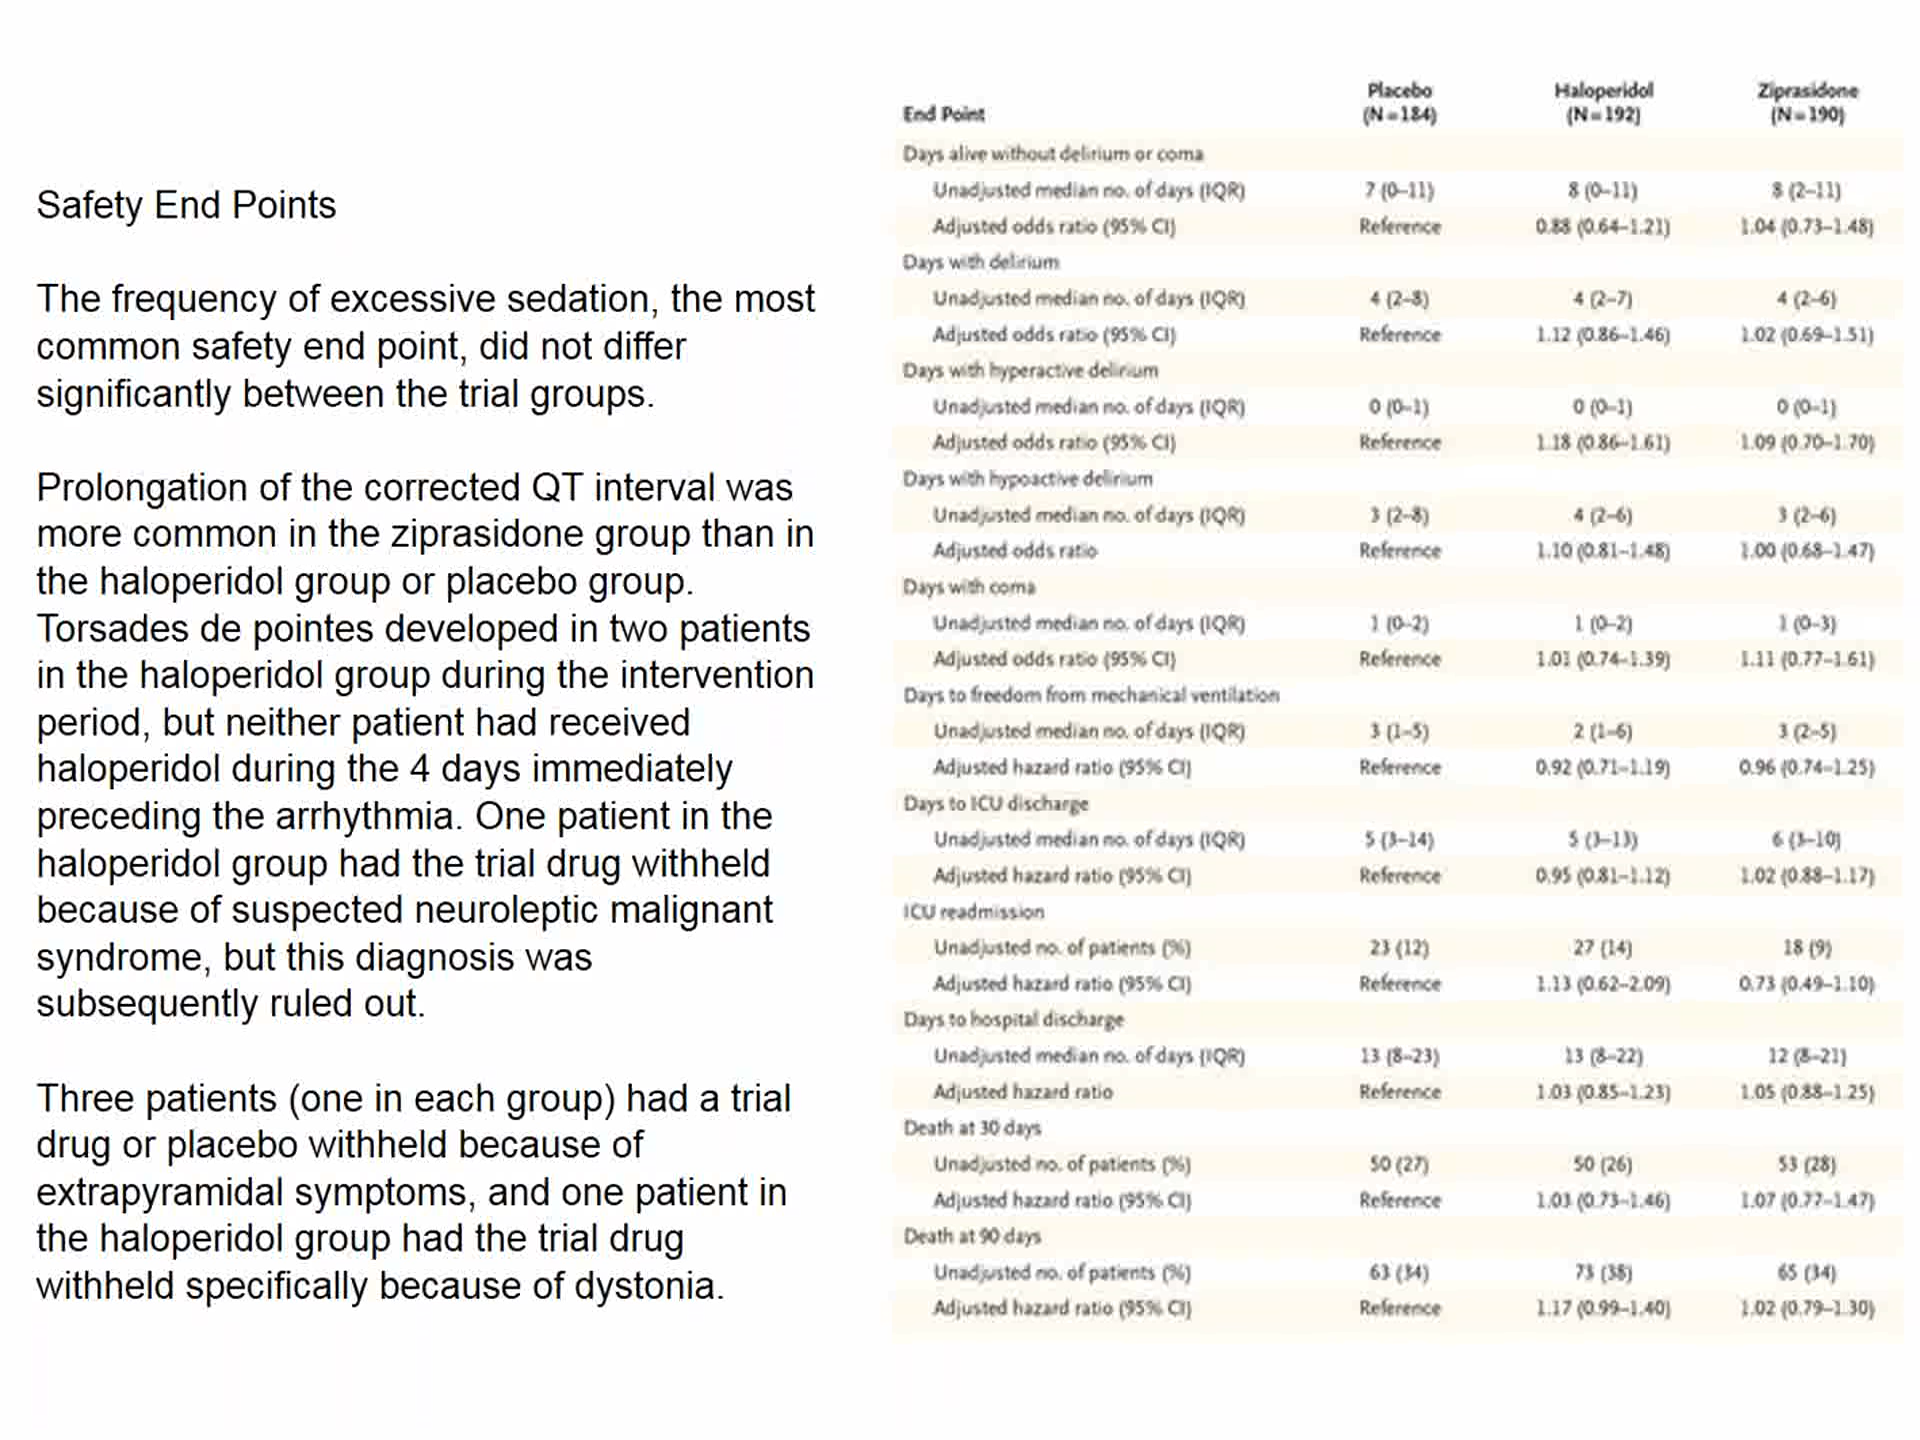 Safety End Points
The frequency of excessive sedation, the most
common safety end point, did not differ
significantly between the trial groups.
Prolongation of the corrected QT interval was
more common in the ziprasidone group than in
the haloperidol group or placebo group.
Torsades de pointes developed in two patients
in the haloperidol group during the intervention
period, but neither patient had received
haloperidol during the 4 days immediately
preceding the arrhythmia. One patient in the
haloperidol group had the trial drug withheld
because of suspected neuroleptic malignant
syndrome, but this diagnosis was
subsequently ruled out.
Three patients (one in each group) had a trial
drug or placebo withheld because of
extrapyramidal symptoms, and one patient in
the haloperidol group had the trial drug
withheld specifically because of dystonia.
End Point Placebo (N=184) Haloperidol (N=192) Ziprasidone (N=190)
Days alive without delirium or coma
Unadjusted median no. of days (IQR) 7 (0–11) 8 (0–11) 8 (2–11)
Adjusted odds ratio (95% CI) Reference 0.88 (0.64–1.21) 1.04 (0.73–1.48)
Days with delirium
Unadjusted median no. of days (IQR) 4 (2–8) 4 (2–7) 4 (2–6)
Adjusted odds ratio (95% CI) Reference 1.12 (0.86–1.46) 1.02 (0.69–1.51)
Days with hyperactive delirium
Unadjusted median no. of days (IQR) 0 (0–1) 0 (0–1) 0 (0–1)
Adjusted odds ratio (95% CI) Reference 1.18 (0.86–1.61) 1.09 (0.70–1.70)
Days with hypoactive delirium
Unadjusted median no. of days (IQR) 3 (2–8) 4 (2–6) 3 (2–6)
Adjusted odds ratio Reference 1.10 (0.81–1.48) 1.00 (0.68–1.47)
Days with coma
Unadjusted median no. of days (IQR) 1 (0–2) 1 (0–2) 1 (0–3)
Adjusted odds ratio (95% CI) Reference 1.01 (0.74–1.39) 1.11 (0.77–1.61)
Days to freedom from mechanical ventilation
Unadjusted median no. of days (IQR) 3 (1–5) 2 (1–6) 3 (2–5)
Adjusted hazard ratio (95% CI) Reference 0.92 (0.71–1.19) 0.96 (0.74–1.25)
Days to ICU discharge
Unadjusted median no. of days (IQR) 5 (3–14) 5 (3–13) 6 (3–10)
Adjusted hazard ratio (95% CI) Reference 0.95 (0.81–1.12) 1.02 (0.88–1.17)
ICU readmission
Unadjusted no. of patients (%) 23 (12) 27 (14) 18 (9)
Adjusted hazard ratio (95% CI) Reference 1.13 (0.62–2.09) 0.73 (0.49–1.10)
Days to hospital discharge
Unadjusted median no. of days (IQR) 13 (8–23) 13 (8–22) 12 (8–21)
Adjusted hazard ratio Reference 1.03 (0.85–1.23) 1.05 (0.88–1.25)
Death at 30 days
Unadjusted no. of patients (%) 50 (27) 50 (26) 53 (28)
Adjusted hazard ratio (95% CI) Reference 1.03 (0.73–1.46) 1.07 (0.77–1.47)
Death at 90 days
Unadjusted no. of patients (%) 63 (34) 73 (38) 65 (34)
Adjusted hazard ratio (95% CI) Reference 1.17 (0.99–1.40) 1.02 (0.79–1.30)